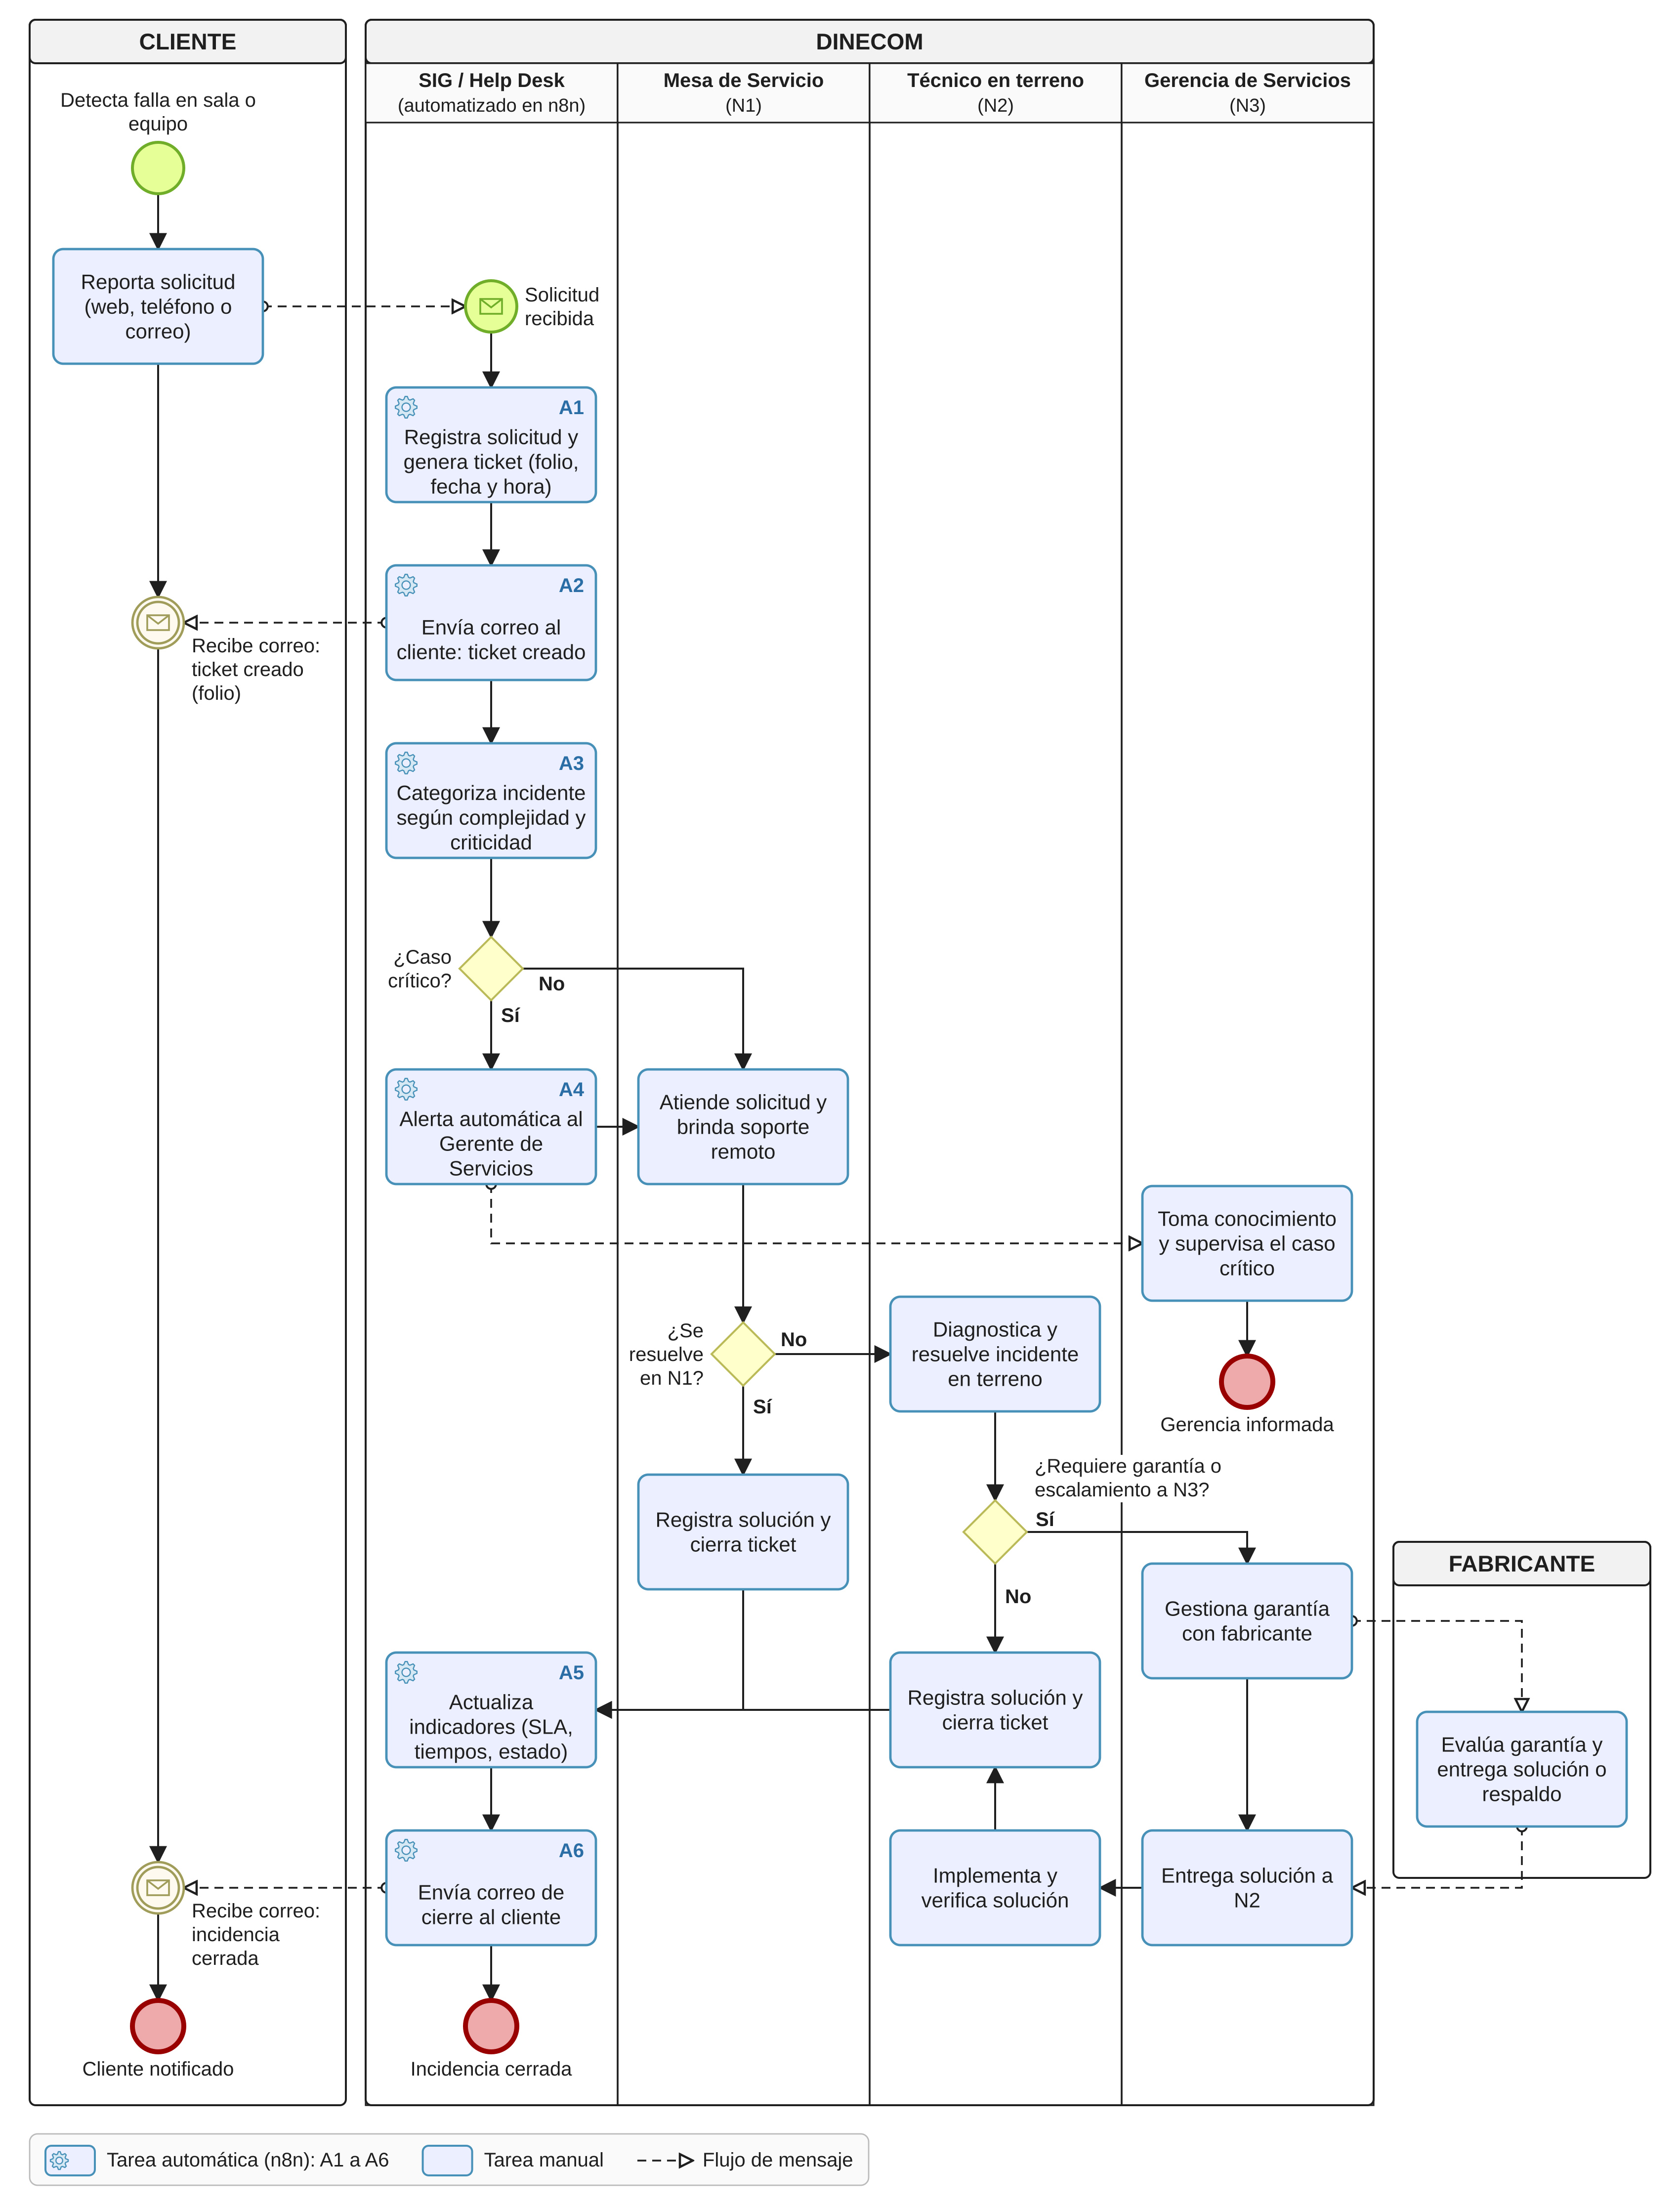 CLIENTE
DINECOM
SIG / Help Desk
(automatizado en n8n)
Mesa de Servicio
(N1)
Técnico en terreno
(N2)
Gerencia de Servicios
(N3)
Detecta falla en sala o
equipo
Reporta solicitud
(web, teléfono o
correo)
Solicitud
recibida
A1
Registra solicitud y
genera ticket (folio,
fecha y hora)
A2
Envía correo al
cliente: ticket creado
Recibe correo:
ticket creado
(folio)
A3
Categoriza incidente
según complejidad y
criticidad
¿Caso
crítico?
No
Sí
A4
Alerta automática al
Gerente de
Servicios
Atiende solicitud y
brinda soporte
remoto
Toma conocimiento
y supervisa el caso
crítico
¿Se
resuelve
en N1?
No
Sí
Diagnostica y
resuelve incidente
en terreno
Gerencia informada
¿Requiere garantía o
escalamiento a N3?
Sí
No
Registra solución y
cierra ticket
Gestiona garantía
con fabricante
FABRICANTE
A5
Actualiza
indicadores (SLA,
tiempos, estado)
Registra solución y
cierra ticket
Evalúa garantía y
entrega solución o
respaldo
A6
Envía correo de
cierre al cliente
Implementa y
verifica solución
Entrega solución a
N2
Recibe correo:
incidencia
cerrada
Cliente notificado
Incidencia cerrada
Tarea automática (n8n): A1 a A6
Tarea manual
Flujo de mensaje